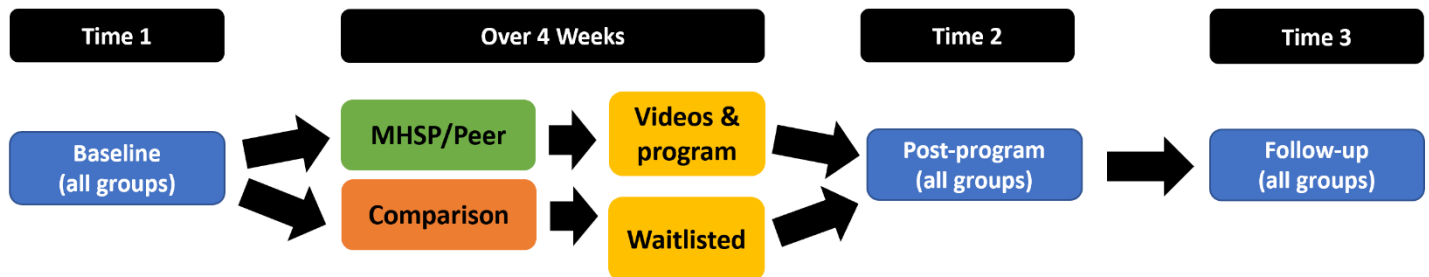 Time 1
Over 4 Weeks
Time 2
Time 3
Baseline
(all groups)
MHSP/Peer
Videos &
program
Comparison
Waitlisted
Post-program
(all groups)
Follow-up
(all groups)